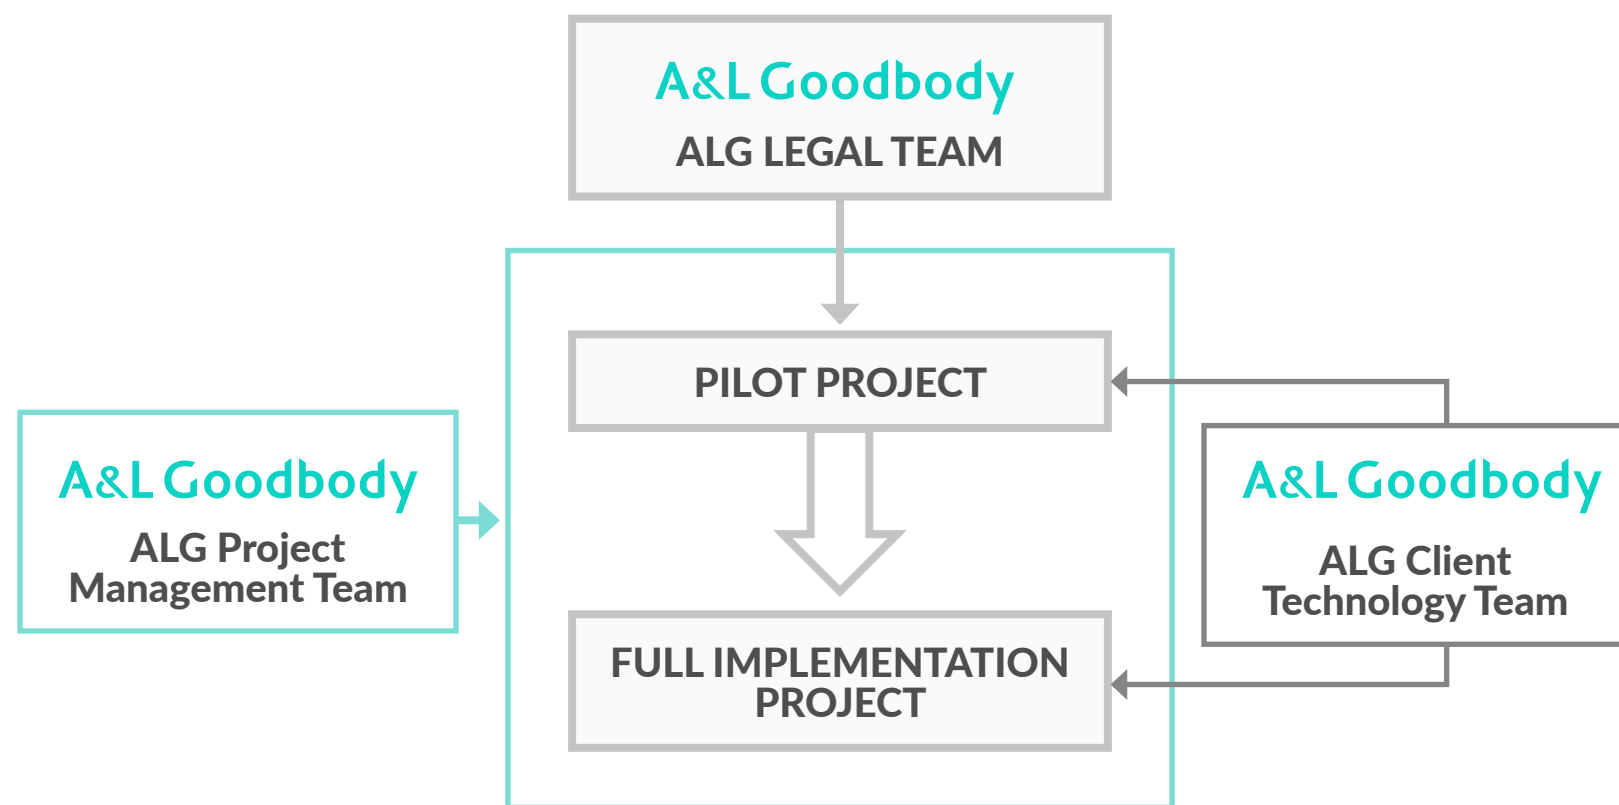 A&L Goodbody
ALG LEGAL TEAM
PILOT PROJECT
A&L Goodbody
ALG Project
Management Team
A&L Goodbody
ALG Client
Technology Team
FULL IMPLEMENTATION
PROJECT